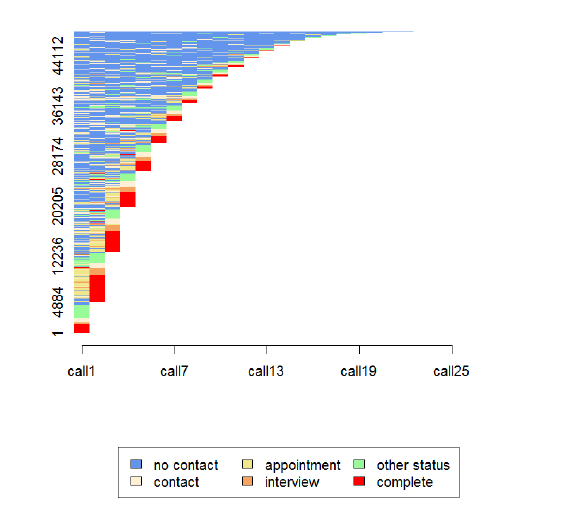 44112
36143
28174
20205
12236
4884
1
call1 call7 call13 call19 call25
no contact appointment other status
contact interview complete